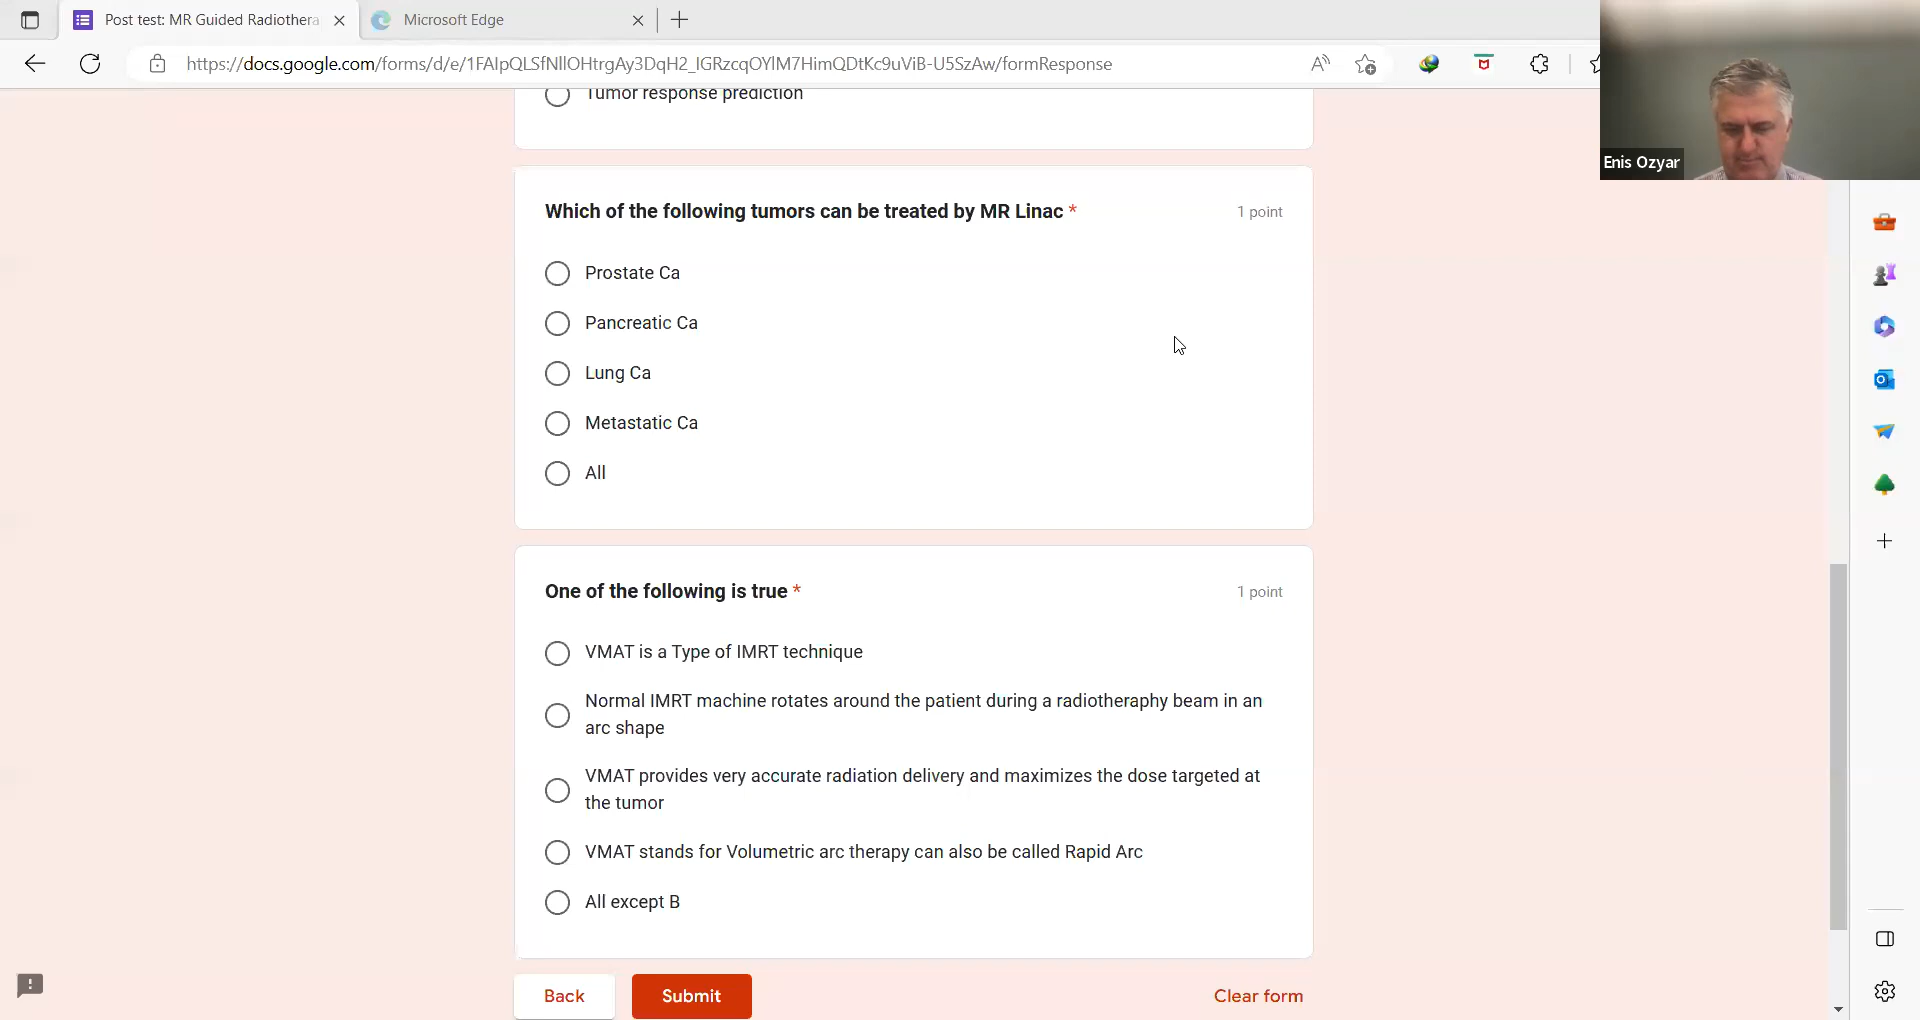 Post test: MR Guided Radiothera
Microsoft Edge
https://docs.google.com/forms/d/e/1FAIpQLSfNllOHtrgAy3DqH2_lGRzcqOYlM7HimQDtKc9uViB-U5SzAw/formResponse
Enis Ozyar
Tumor response prediction
Which of the following tumors can be treated by MR Linac *
1 point
Prostate Ca
Pancreatic Ca
Lung Ca
Metastatic Ca
All
One of the following is true *
1 point
VMAT is a Type of IMRT technique
Normal IMRT machine rotates around the patient during a radiotheraphy beam in an
arc shape
VMAT provides very accurate radiation delivery and maximizes the dose targeted at
the tumor
VMAT stands for Volumetric arc therapy can also be called Rapid Arc
All except B
Back
Submit
Clear form